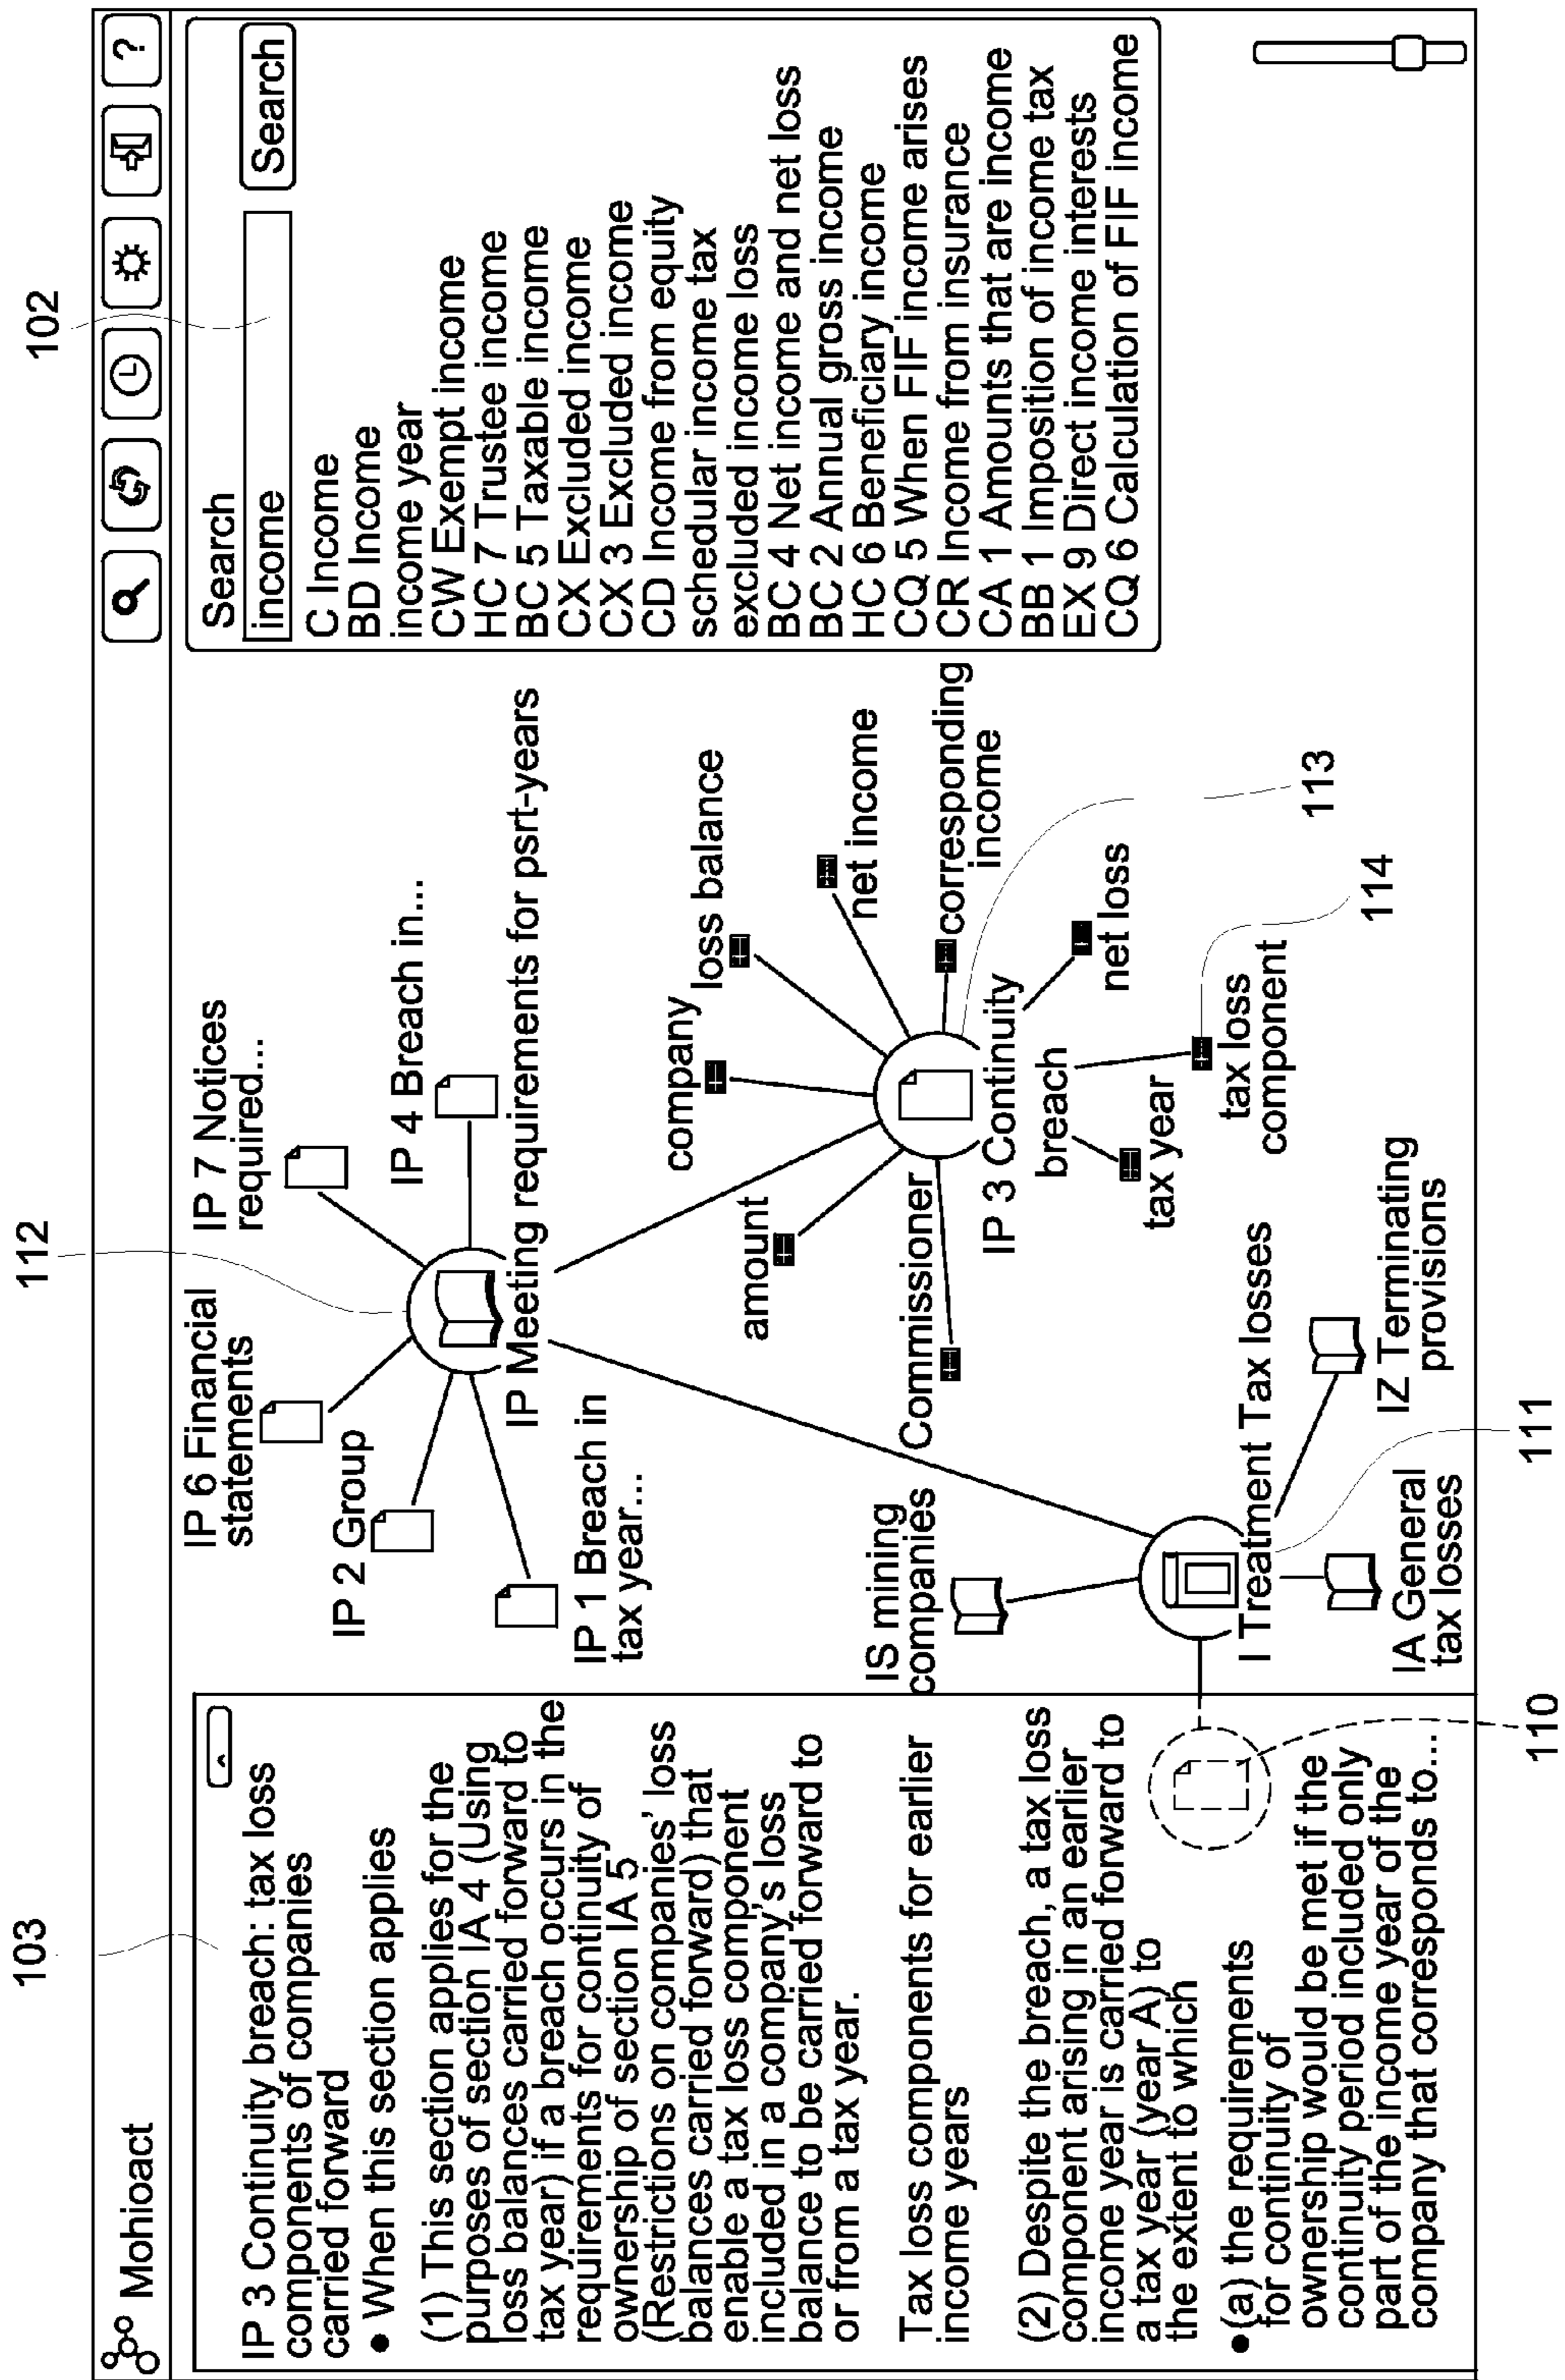 103
112
102
Mohioact
?
IP 3 Continuity breach: tax loss
components of companies
carried forward
^
• When this section applies
(1) This section applies for the
purposes of section IA 4 (Using
loss balances carried forward to
tax year) if a breach occurs in the
requirements for continuity of
ownership of section IA 5
(Restrictions on companies' loss
balances carried forward) that
enable a tax loss component
included in a company's loss
balance to be carried forward to
or from a tax year.
Tax loss components for earlier
income years
(2) Despite the breach, a tax loss
component arising in an earlier
income year is carried forward to
a tax year (year A) to
the extent to which
•(a) the requirements
for continuity of
ownership would be met if the
continuity period included only
part of the income year of the
company that corresponds to...
IP 6 Financial
statements
IP 7 Notices
required...
IP 2 Group
IP 4 Breach in...
IP Meeting requirements for psrt-years
IP 1 Breach in
tax year...
company
loss balance
amount
net income
Commissioner
corresponding
income
IP 3 Continuity
breach
net loss
tax year
tax loss
component
IS mining
companies
I Treatment Tax losses
IA General
tax losses
IZ Terminating
provisions
Search
income
Search
C Income
BD Income
income year
CW Exempt income
HC 7 Trustee income
BC 5 Taxable income
CX Excluded income
CX 3 Excluded income
CD Income from equity
schedular income tax
excluded income loss
BC 4 Net income and net loss
BC 2 Annual gross income
HC 6 Beneficiary income
CQ 5 When FIF income arises
CR Income from insurance
CA 1 Amounts that are income
BB 1 Imposition of income tax
EX 9 Direct income interests
CQ 6 Calculation of FIF income
113
114
110
111